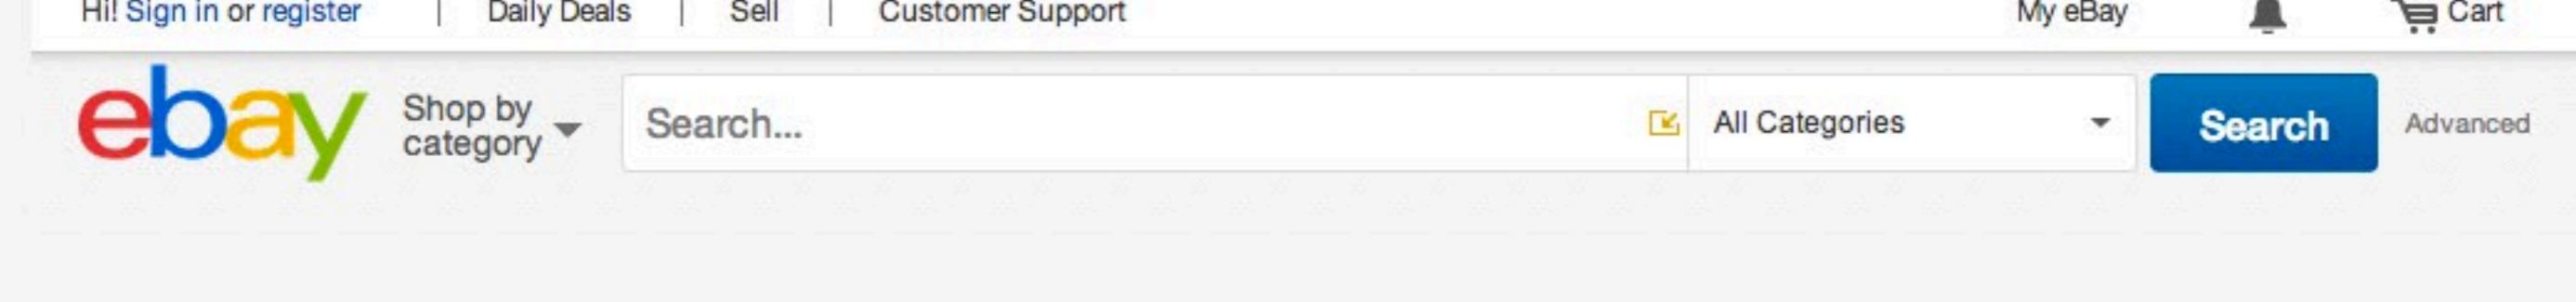 Hi! Sign in or register | Daily Deals | Sell | Customer Support My eBay Cart
ebay
Shop by
category
Search...
All Categories
Search
Advanced